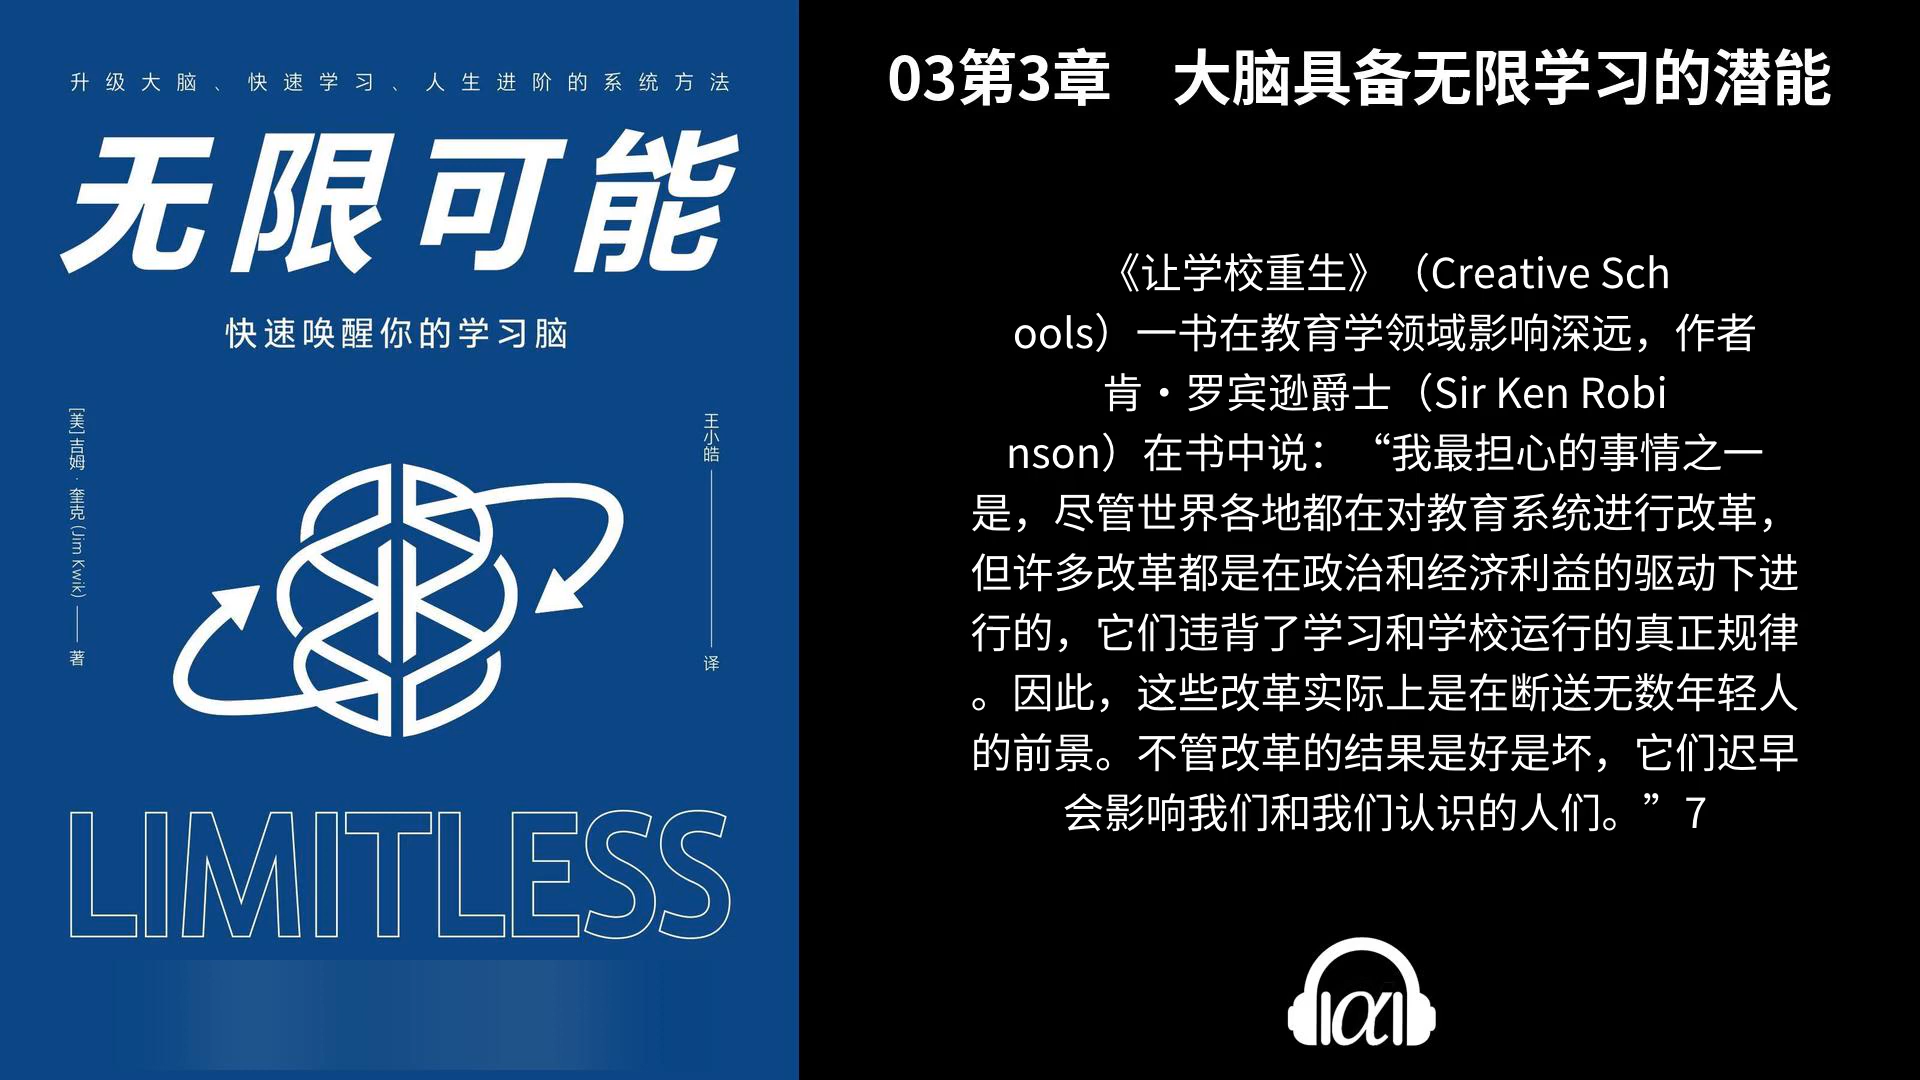 升级大脑、快速学习、人生进阶的系统方法
无限可能
快速唤醒你的学习脑
[美]吉姆·奎克(Jim Kwik)——著
王小皓——译
LIMITLESS
03第3章　大脑具备无限学习的潜能
《让学校重生》（Creative Sch
ools）一书在教育学领域影响深远，作者
肯·罗宾逊爵士（Sir Ken Robi
nson）在书中说：“我最担心的事情之一
是，尽管世界各地都在对教育系统进行改革，
但许多改革都是在政治和经济利益的驱动下进
行的，它们违背了学习和学校运行的真正规律
。因此，这些改革实际上是在断送无数年轻人
的前景。不管改革的结果是好是坏，它们迟早
会影响我们和我们认识的人们。”7